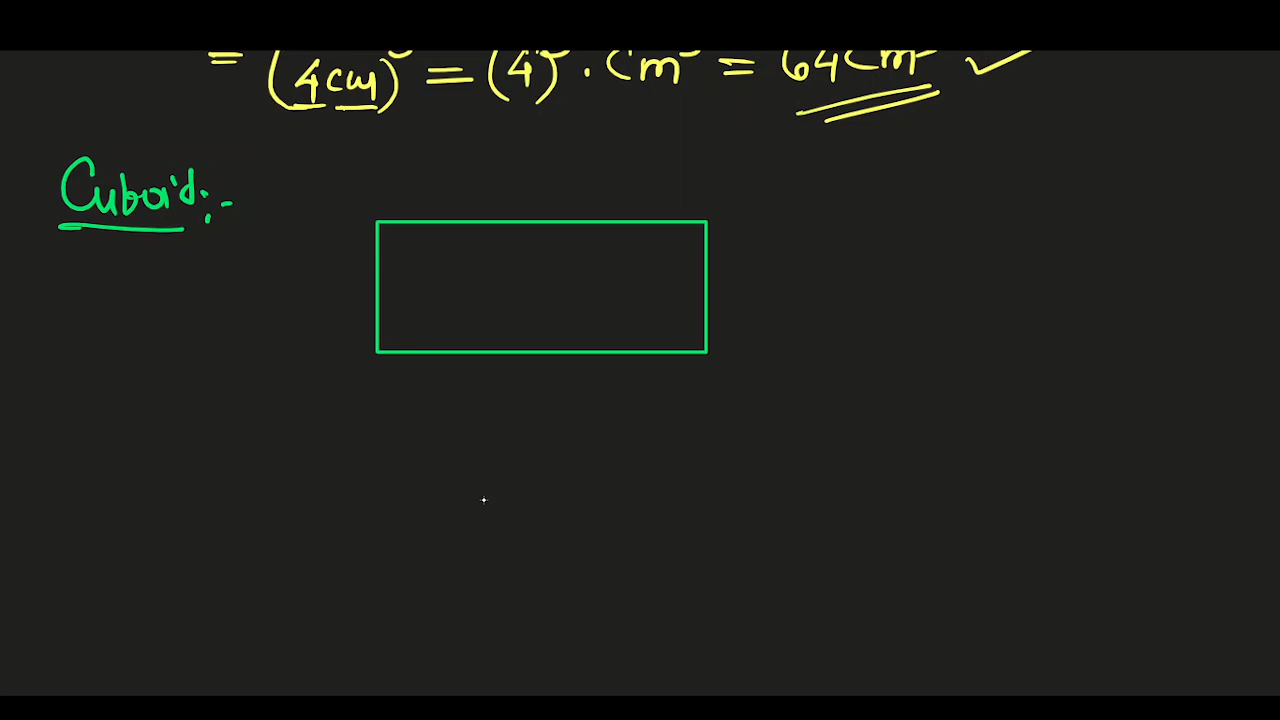 = (4cm)³ = (4)³ · Cm³ = 64Cm³ ✓
Cuboid:-